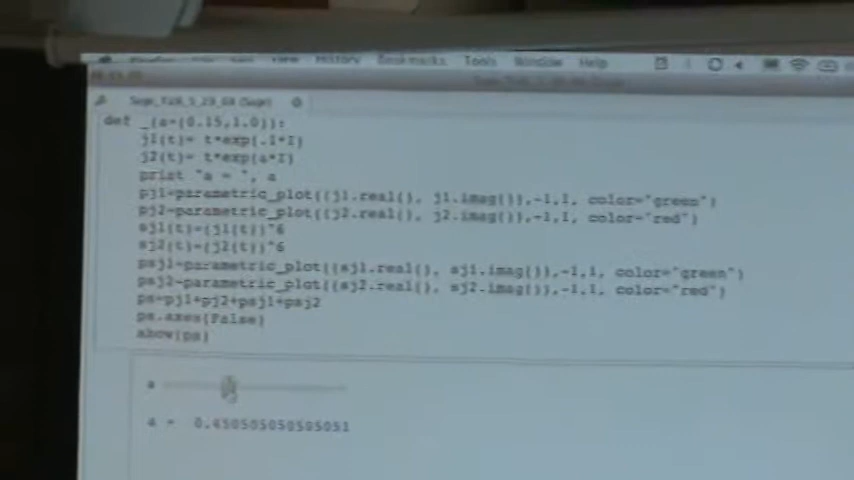 View History Bookmarks Tools Window Help
def _(a=(0.15,1.0)):
j1(t)= t*exp(.1*I)
j2(t)= t*exp(a*I)
print "a = ", a
pj1=parametric_plot((j1.real(), j1.imag()),-1,1, color="green")
pj2=parametric_plot((j2.real(), j2.imag()),-1,1, color="red")
sj1(t)=(j1(t))^6
sj2(t)=(j2(t))^6
psj1=parametric_plot((sj1.real(), sj1.imag()),-1,1, color="green")
psj2=parametric_plot((sj2.real(), sj2.imag()),-1,1, color="red")
ps=pj1+pj2+psj1+psj2
ps.axes(False)
show(ps)
a
a = 0.450505050505051